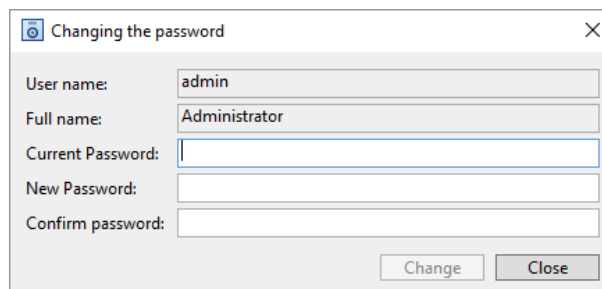 Changing the password
User name: admin
Full name: Administrator
Current Password:
New Password:
Confirm password:
Change Close